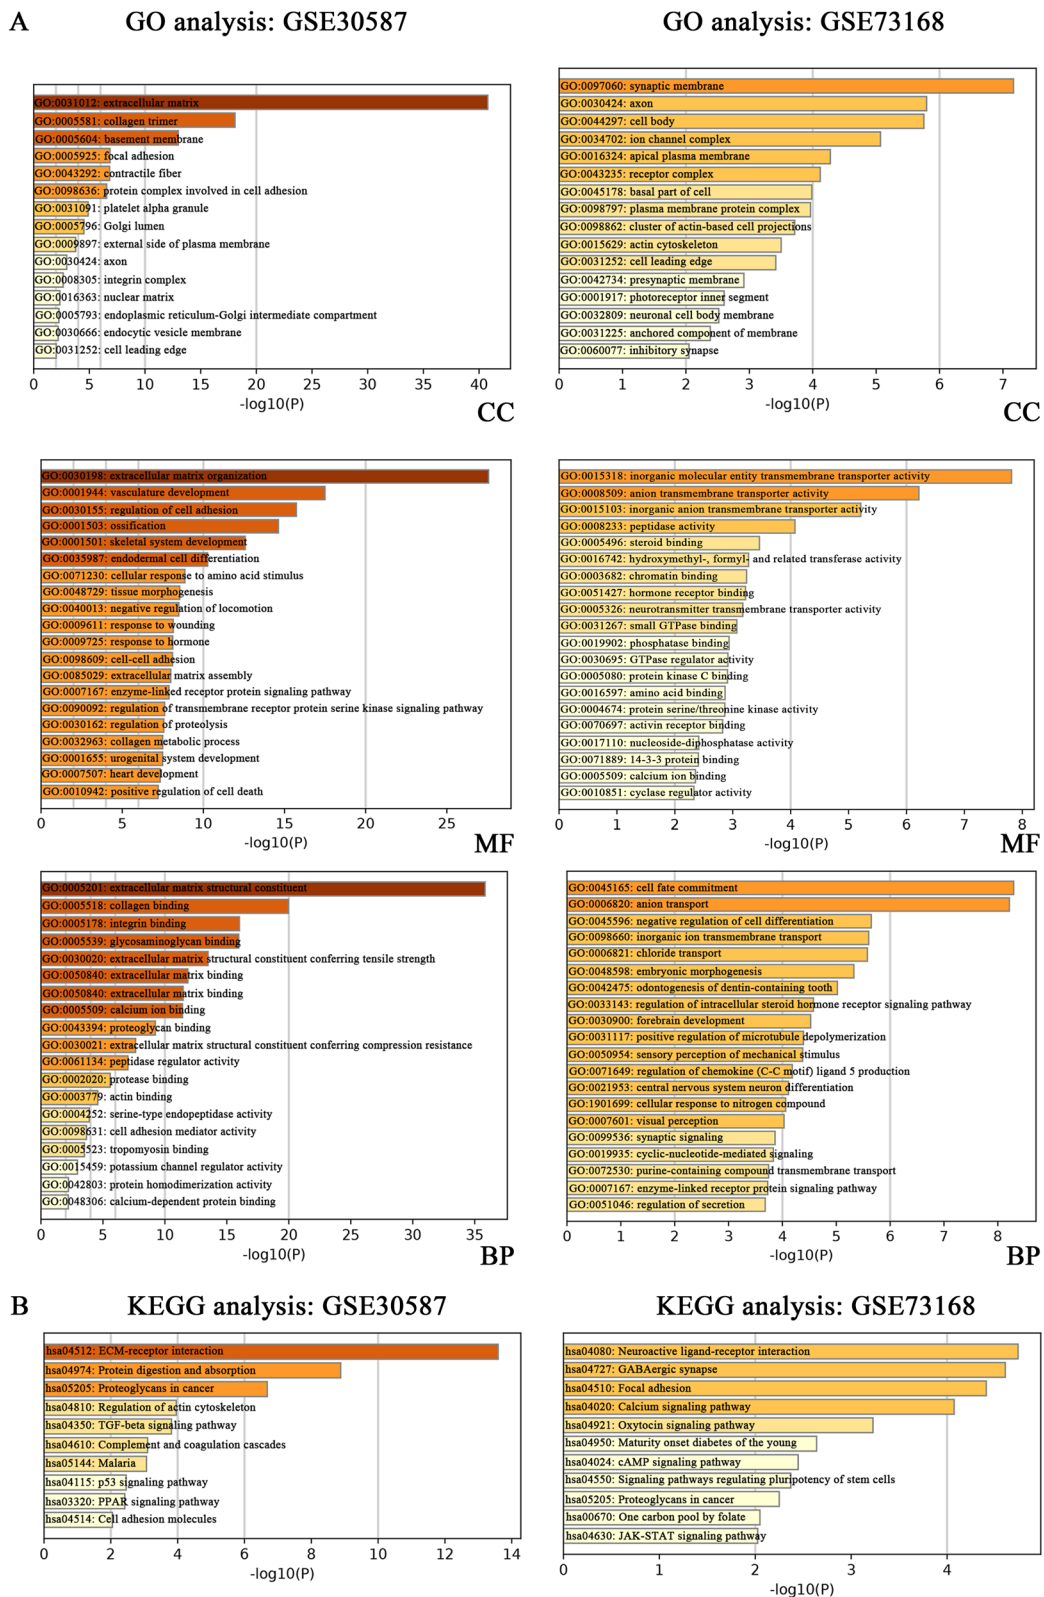 A
GO analysis: GSE30587
GO analysis: GSE73168
GO:0031012: extracellular matrix
GO:0005581: collagen trimer
GO:0005604: basement membrane
GO:0005925: focal adhesion
GO:0043292: contractile fiber
GO:0098636: protein complex involved in cell adhesion
GO:0031091: platelet alpha granule
GO:0005796: Golgi lumen
GO:0009897: external side of plasma membrane
GO:0030424: axon
GO:0008305: integrin complex
GO:0016363: nuclear matrix
GO:0005793: endoplasmic reticulum-Golgi intermediate compartment
GO:0030666: endocytic vesicle membrane
GO:0031252: cell leading edge
0 5 10 15 20 25 30 35 40
-log10(P)
CC
GO:0097060: synaptic membrane
GO:0030424: axon
GO:0044297: cell body
GO:0034702: ion channel complex
GO:0016324: apical plasma membrane
GO:0043235: receptor complex
GO:0045178: basal part of cell
GO:0098797: plasma membrane protein complex
GO:0098862: cluster of actin-based cell projections
GO:0015629: actin cytoskeleton
GO:0031252: cell leading edge
GO:0042734: presynaptic membrane
GO:0001917: photoreceptor inner segment
GO:0032809: neuronal cell body membrane
GO:0031225: anchored component of membrane
GO:0060077: inhibitory synapse
0 1 2 3 4 5 6 7
-log10(P)
CC
GO:0030198: extracellular matrix organization
GO:0001944: vasculature development
GO:0030155: regulation of cell adhesion
GO:0001503: ossification
GO:0001501: skeletal system development
GO:0035987: endodermal cell differentiation
GO:0071230: cellular response to amino acid stimulus
GO:0048729: tissue morphogenesis
GO:0040013: negative regulation of locomotion
GO:0009611: response to wounding
GO:0009725: response to hormone
GO:0098609: cell-cell adhesion
GO:0085029: extracellular matrix assembly
GO:0007167: enzyme-linked receptor protein signaling pathway
GO:0090092: regulation of transmembrane receptor protein serine kinase signaling pathway
GO:0030162: regulation of proteolysis
GO:0032963: collagen metabolic process
GO:0001655: urogenital system development
GO:0007507: heart development
GO:0010942: positive regulation of cell death
0 5 10 15 20 25
-log10(P)
MF
GO:0015318: inorganic molecular entity transmembrane transporter activity
GO:0008509: anion transmembrane transporter activity
GO:0015103: inorganic anion transmembrane transporter activity
GO:0008233: peptidase activity
GO:0005496: steroid binding
GO:0016742: hydroxymethyl-, formyl- and related transferase activity
GO:0003682: chromatin binding
GO:0051427: hormone receptor binding
GO:0005326: neurotransmitter transmembrane transporter activity
GO:0031267: small GTPase binding
GO:0019902: phosphatase binding
GO:0030695: GTPase regulator activity
GO:0005080: protein kinase C binding
GO:0016597: amino acid binding
GO:0004674: protein serine/threonine kinase activity
GO:0070697: activin receptor binding
GO:0017110: nucleoside-diphosphatase activity
GO:0071889: 14-3-3 protein binding
GO:0005509: calcium ion binding
GO:0010851: cyclase regulator activity
0 1 2 3 4 5 6 7 8
-log10(P)
MF
GO:0005201: extracellular matrix structural constituent
GO:0005518: collagen binding
GO:0005178: integrin binding
GO:0005539: glycosaminoglycan binding
GO:0030020: extracellular matrix structural constituent conferring tensile strength
GO:0050840: extracellular matrix binding
GO:0050840: extracellular matrix binding
GO:0005509: calcium ion binding
GO:0043394: proteoglycan binding
GO:0030021: extracellular matrix structural constituent conferring compression resistance
GO:0061134: peptidase regulator activity
GO:0002020: protease binding
GO:0003779: actin binding
GO:0004252: serine-type endopeptidase activity
GO:0098631: cell adhesion mediator activity
GO:0005523: tropomyosin binding
GO:0015459: potassium channel regulator activity
GO:0042803: protein homodimerization activity
GO:0048306: calcium-dependent protein binding
0 5 10 15 20 25 30 35
-log10(P)
BP
GO:0045165: cell fate commitment
GO:0006820: anion transport
GO:0045596: negative regulation of cell differentiation
GO:0098660: inorganic ion transmembrane transport
GO:0006821: chloride transport
GO:0048598: embryonic morphogenesis
GO:0042475: odontogenesis of dentin-containing tooth
GO:0033143: regulation of intracellular steroid hormone receptor signaling pathway
GO:0030900: forebrain development
GO:0031117: positive regulation of microtubule depolymerization
GO:0050954: sensory perception of mechanical stimulus
GO:0071649: regulation of chemokine (C-C motif) ligand 5 production
GO:0021953: central nervous system neuron differentiation
GO:1901699: cellular response to nitrogen compound
GO:0007601: visual perception
GO:0099536: synaptic signaling
GO:0019935: cyclic-nucleotide-mediated signaling
GO:0072530: purine-containing compound transmembrane transport
GO:0007167: enzyme-linked receptor protein signaling pathway
GO:0051046: regulation of secretion
0 1 2 3 4 5 6 7 8
-log10(P)
BP
B
KEGG analysis: GSE30587
KEGG analysis: GSE73168
hsa04512: ECM-receptor interaction
hsa04974: Protein digestion and absorption
hsa05205: Proteoglycans in cancer
hsa04810: Regulation of actin cytoskeleton
hsa04350: TGF-beta signaling pathway
hsa04610: Complement and coagulation cascades
hsa05144: Malaria
hsa04115: p53 signaling pathway
hsa03320: PPAR signaling pathway
hsa04514: Cell adhesion molecules
0 2 4 6 8 10 12 14
-log10(P)
hsa04080: Neuroactive ligand-receptor interaction
hsa04727: GABAergic synapse
hsa04510: Focal adhesion
hsa04020: Calcium signaling pathway
hsa04921: Oxytocin signaling pathway
hsa04950: Maturity onset diabetes of the young
hsa04024: cAMP signaling pathway
hsa04550: Signaling pathways regulating pluripotency of stem cells
hsa05205: Proteoglycans in cancer
hsa00670: One carbon pool by folate
hsa04630: JAK-STAT signaling pathway
0 1 2 3 4
-log10(P)